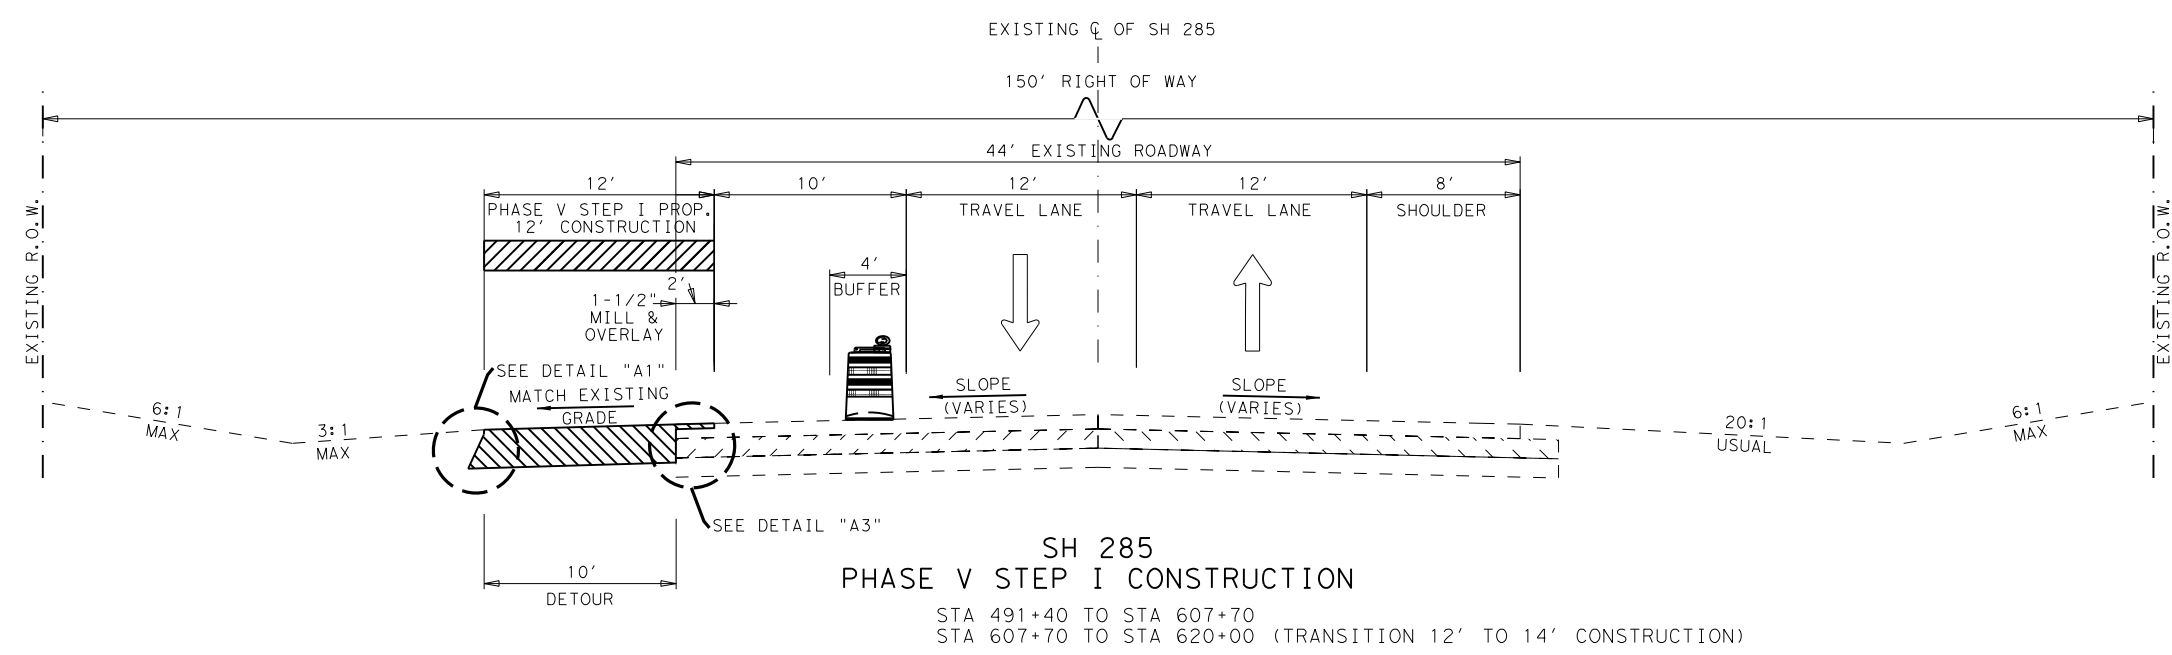 EXISTING ℄ OF SH 285
150' RIGHT OF WAY
44' EXISTING ROADWAY
12'
10'
12'
12'
8'
PHASE V STEP I PROP.
12' CONSTRUCTION
TRAVEL LANE
TRAVEL LANE
SHOULDER
EXISTING R.O.W.
EXISTING R.O.W.
4'
BUFFER
2'
1-1/2"
MILL &
OVERLAY
SEE DETAIL "A1"
MATCH EXISTING
GRADE
SLOPE
(VARIES)
SLOPE
(VARIES)
6:1
MAX
3:1
MAX
20:1
USUAL
6:1
MAX
SEE DETAIL "A3"
10'
DETOUR
SH 285
PHASE V STEP I CONSTRUCTION
STA 491+40 TO STA 607+70
STA 607+70 TO STA 620+00 (TRANSITION 12' TO 14' CONSTRUCTION)